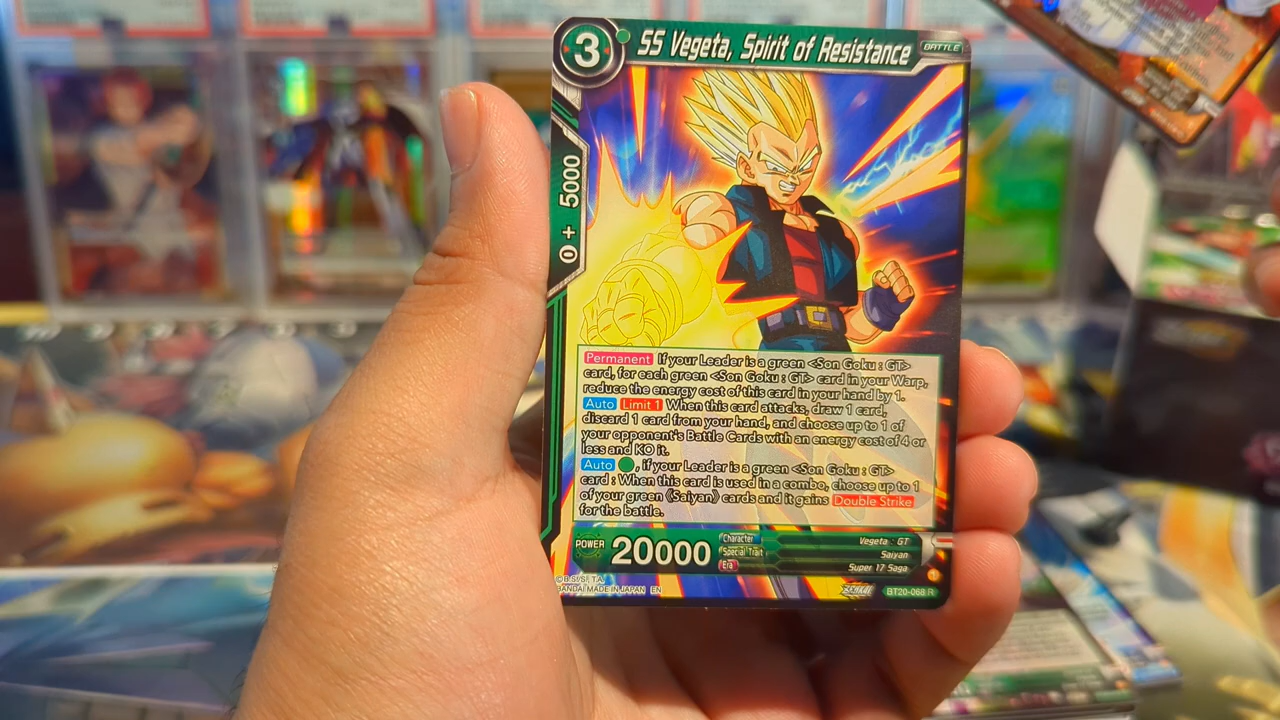 3
SS Vegeta, Spirit of Resistance
BATTLE
0 + 5000
Permanent If your Leader is a green <Son Goku : GT>
card, for each green <Son Goku : GT> card in your Warp,
reduce the energy cost of this card in your hand by 1.
Auto Limit 1 When this card attacks, draw 1 card,
discard 1 card from your hand, and choose up to 1 of
your opponent's Battle Cards with an energy cost of 4 or
less and KO it.
Auto , if your Leader is a green <Son Goku : GT>
card : When this card is used in a combo, choose up to 1
of your green 《Saiyan》 cards and it gains Double Strike
for the battle.
POWER
20000
Character Vegeta : GT
Special Trait Saiyan
Era Super 17 Saga
©B.S/S/F, T.A.
BANDAI MADE IN JAPAN EN
BT20-068 R